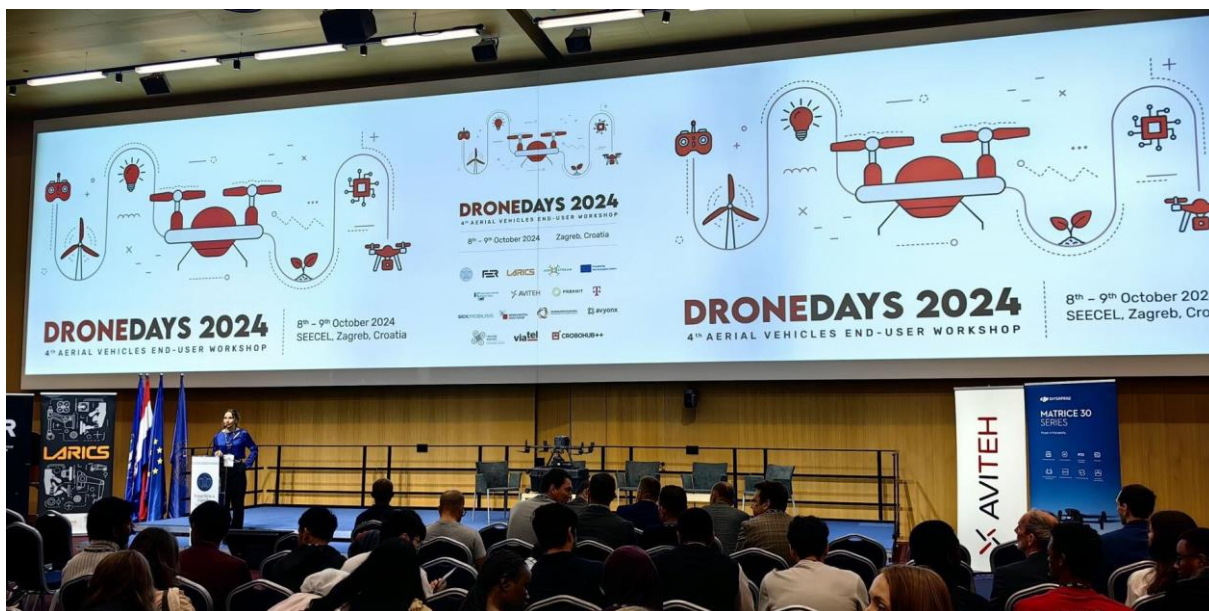 DRONEDAYS 2024
4th AERIAL VEHICLES END-USER WORKSHOP
8th – 9th October 2024
SEECEL, Zagreb, Croatia
DRONEDAYS 2024
4th AERIAL VEHICLES END-USER WORKSHOP
8th – 9th October 2024 Zagreb, Croatia
FER LARICS
AVITEH
avyonx
viatel CROBOHUB++
DRONEDAYS 2024
4th AERIAL VEHICLES END-USER WORKSHOP
8th – 9th October 202
SEECEL, Zagreb, Cro
R
LARICS
AVITEH
MATRICE 30
SERIES